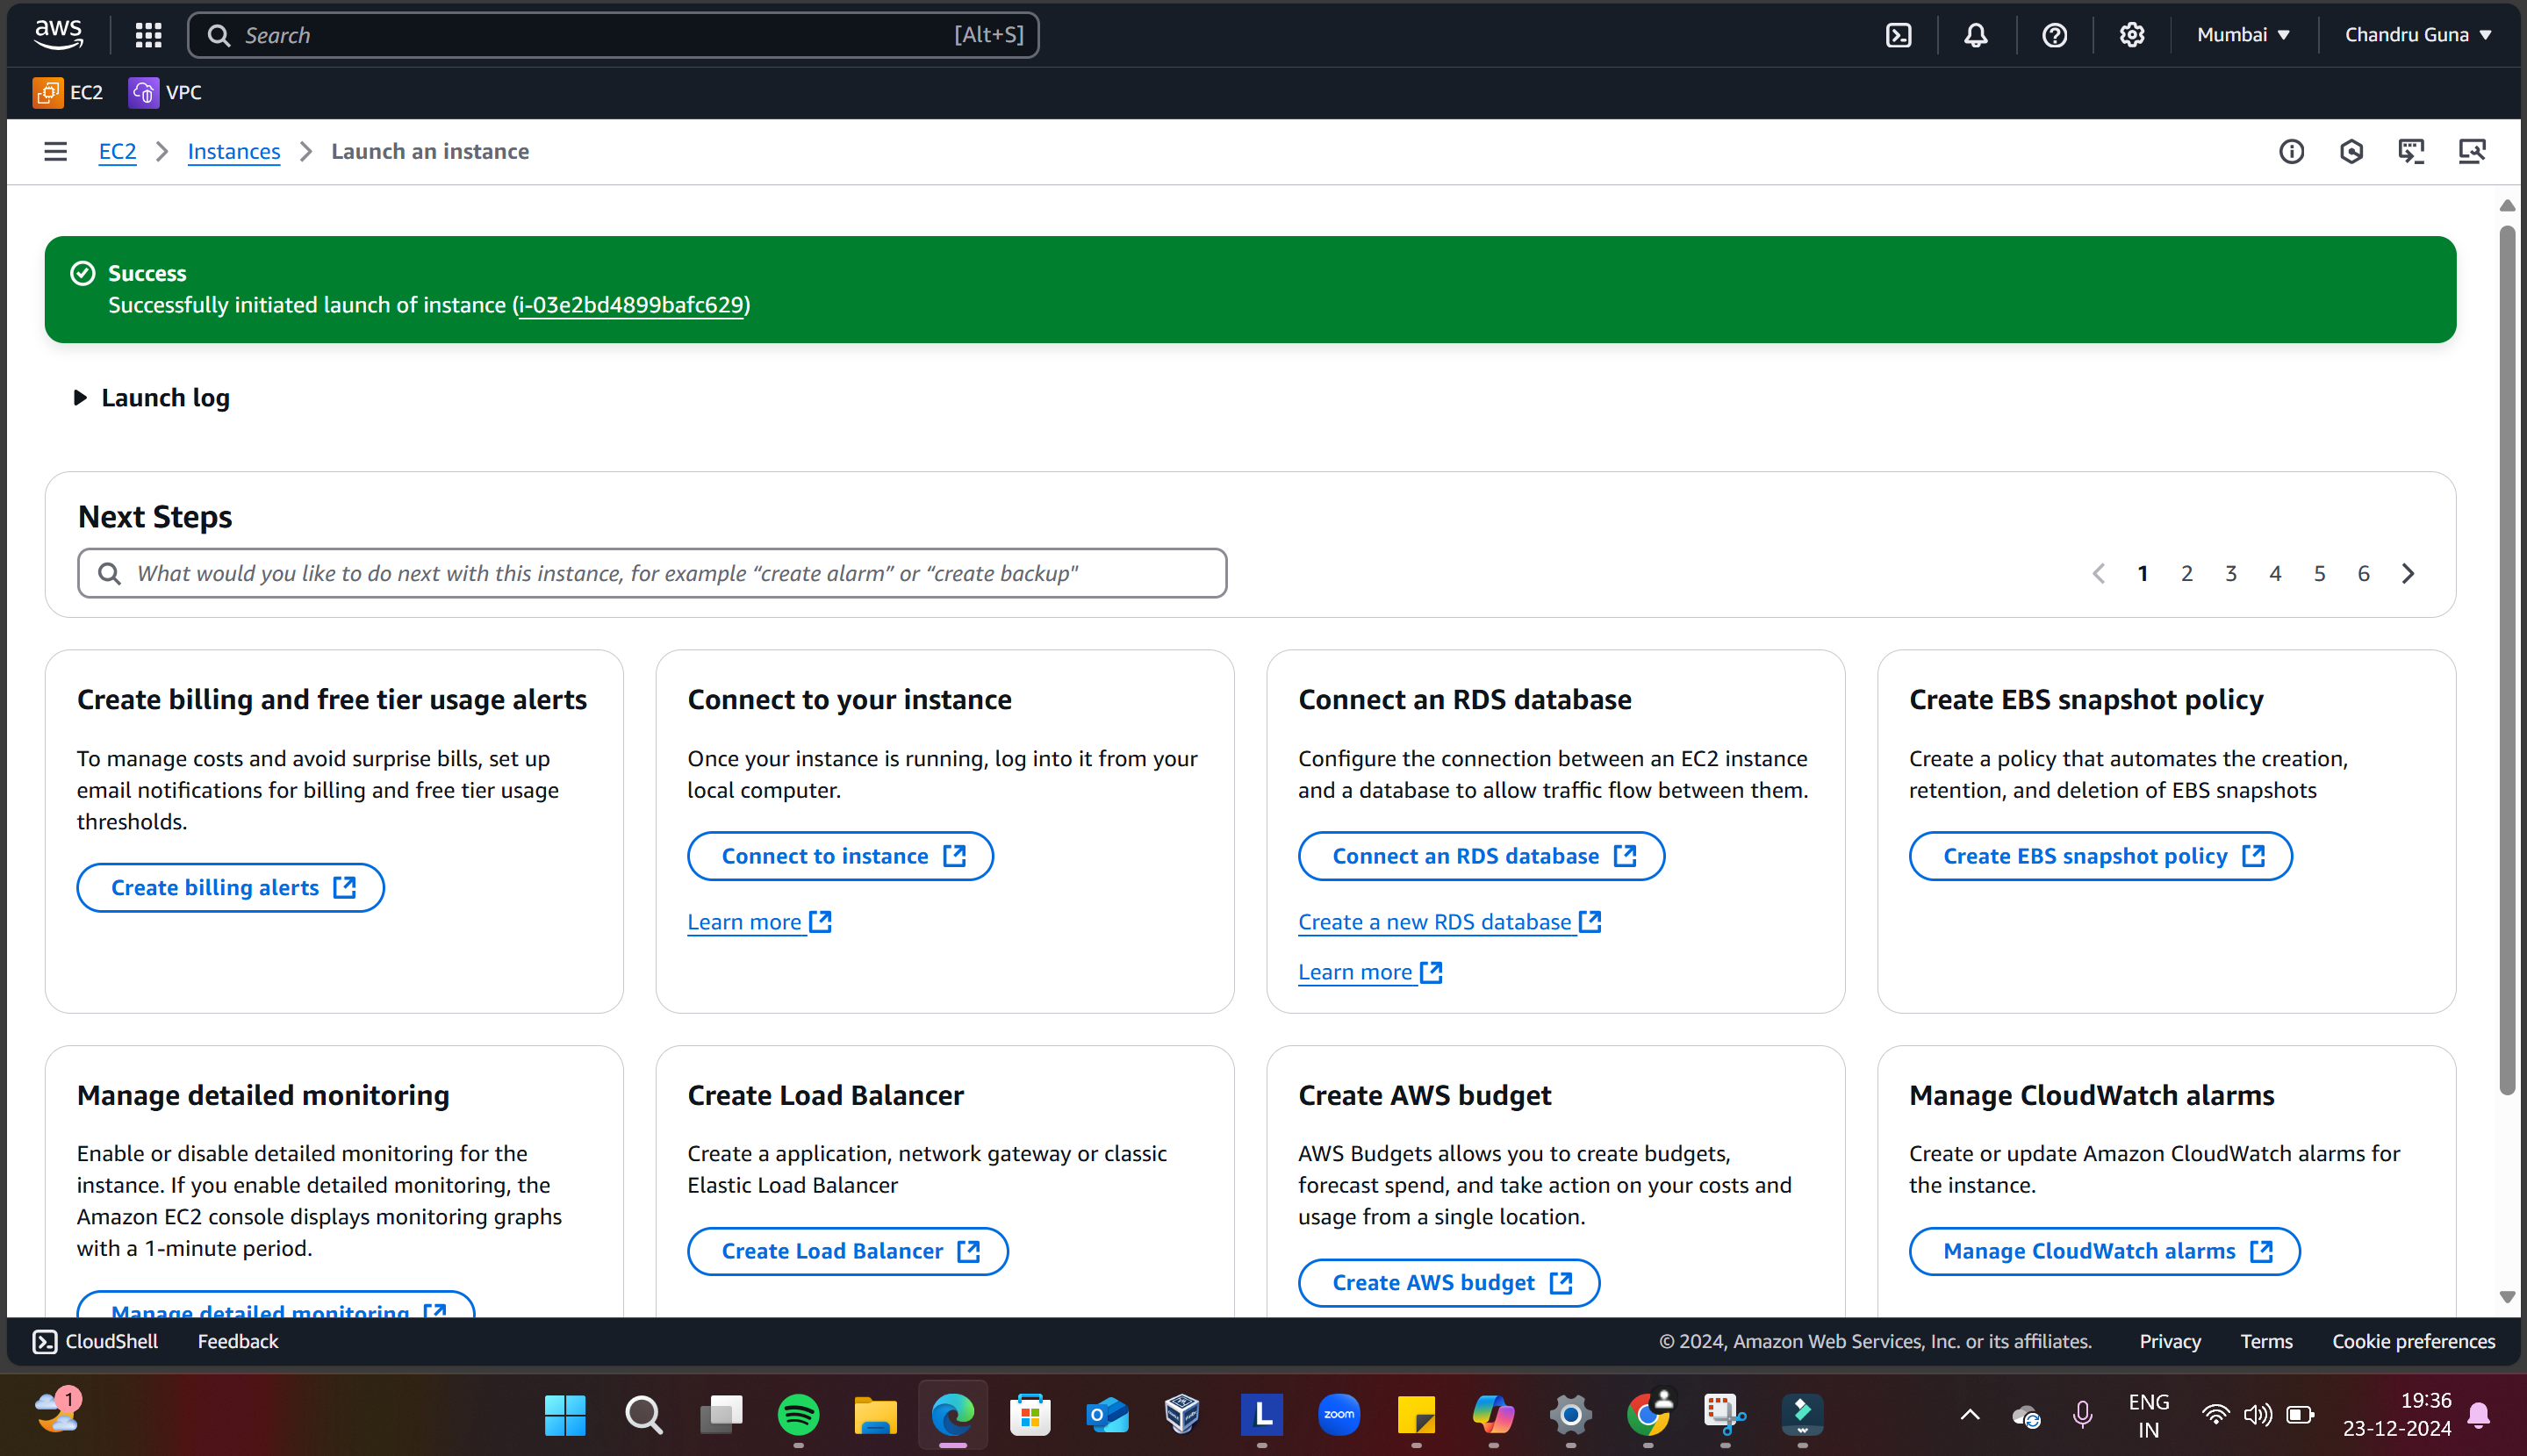 aws
Search
[Alt+S]
Mumbai
Chandru Guna
EC2
VPC
EC2
Instances
Launch an instance
Success
Successfully initiated launch of instance (i-03e2bd4899bafc629)
Launch log
Next Steps
What would you like to do next with this instance, for example “create alarm” or “create backup"
1 2 3 4 5 6
Create billing and free tier usage alerts
To manage costs and avoid surprise bills, set up
email notifications for billing and free tier usage
thresholds.
Create billing alerts
Connect to your instance
Once your instance is running, log into it from your
local computer.
Connect to instance
Learn more
Connect an RDS database
Configure the connection between an EC2 instance
and a database to allow traffic flow between them.
Connect an RDS database
Create a new RDS database
Learn more
Create EBS snapshot policy
Create a policy that automates the creation,
retention, and deletion of EBS snapshots
Create EBS snapshot policy
Manage detailed monitoring
Enable or disable detailed monitoring for the
instance. If you enable detailed monitoring, the
Amazon EC2 console displays monitoring graphs
with a 1-minute period.
Manage detailed monitoring
Create Load Balancer
Create a application, network gateway or classic
Elastic Load Balancer
Create Load Balancer
Create AWS budget
AWS Budgets allows you to create budgets,
forecast spend, and take action on your costs and
usage from a single location.
Create AWS budget
Manage CloudWatch alarms
Create or update Amazon CloudWatch alarms for
the instance.
Manage CloudWatch alarms
CloudShell
Feedback
© 2024, Amazon Web Services, Inc. or its affiliates.
Privacy
Terms
Cookie preferences
1
L
zoom
ENG
IN
19:36
23-12-2024